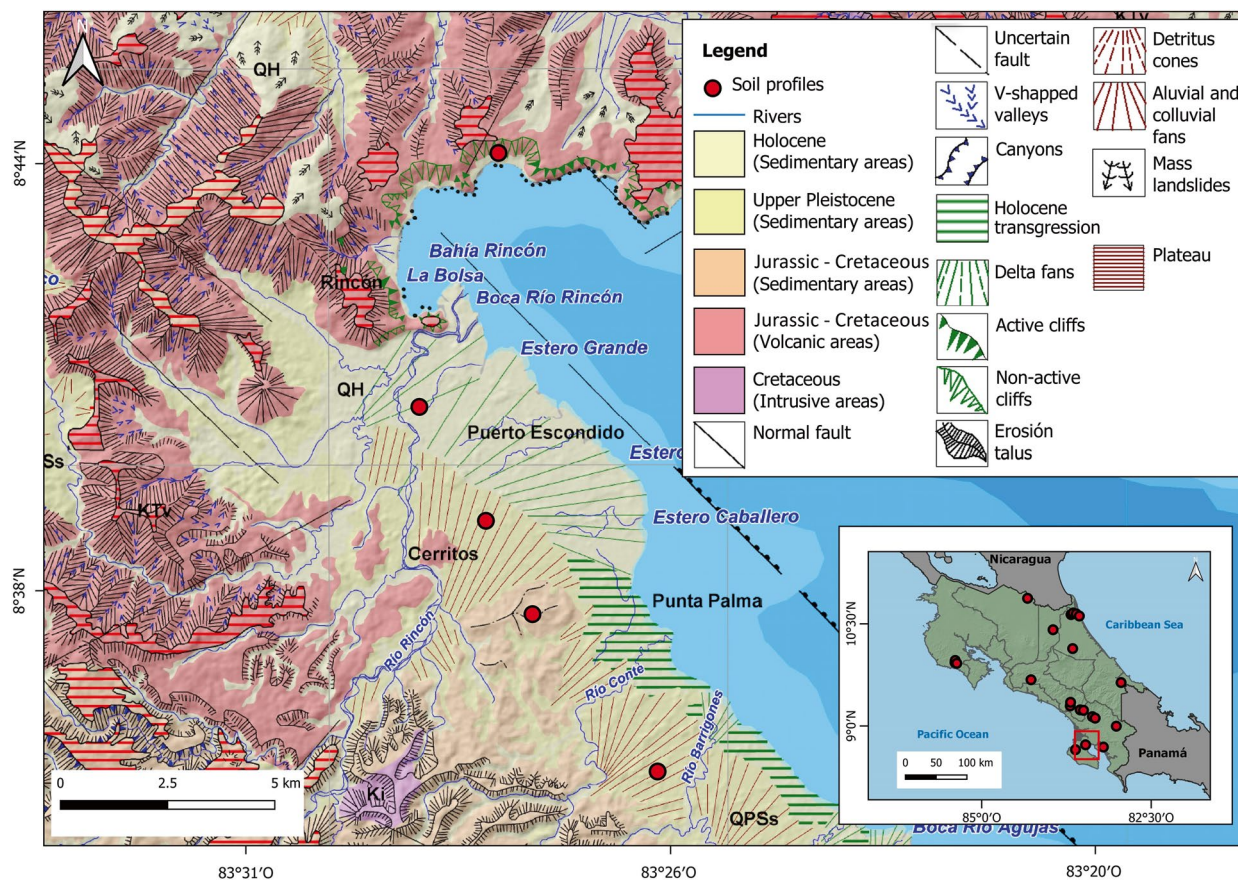 QH
KTv
Legend
Soil profiles
Rivers
Holocene
(Sedimentary areas)
Upper Pleistocene
(Sedimentary areas)
Jurassic - Cretaceous
(Sedimentary areas)
Jurassic - Cretaceous
(Volcanic areas)
Cretaceous
(Intrusive areas)
Normal fault
Uncertain
fault
V-shapped
valleys
Canyons
Holocene
transgression
Delta fans
Active cliffs
Non-active
cliffs
Erosión
talus
Detritus
cones
Aluvial and
colluvial
fans
Mass
landslides
Plateau
8°44'N
Bahía Rincón
La Bolsa
Rincón
Boca Río Rincón
Estero Grande
QH
Puerto Escondido
Ss
Estero
KTv
Estero Caballero
Cerritos
8°38'N
Punta Palma
Río Rincón
Río Conte
Río Barrigones
0
2.5
5 km
Ki
QPSs
Boca Río Agujas
83°31'O
83°26'O
83°20'O
Nicaragua
10°30'N
Caribbean Sea
9°0'N
Pacific Ocean
Panamá
0
50
100 km
85°0'O
82°30'O